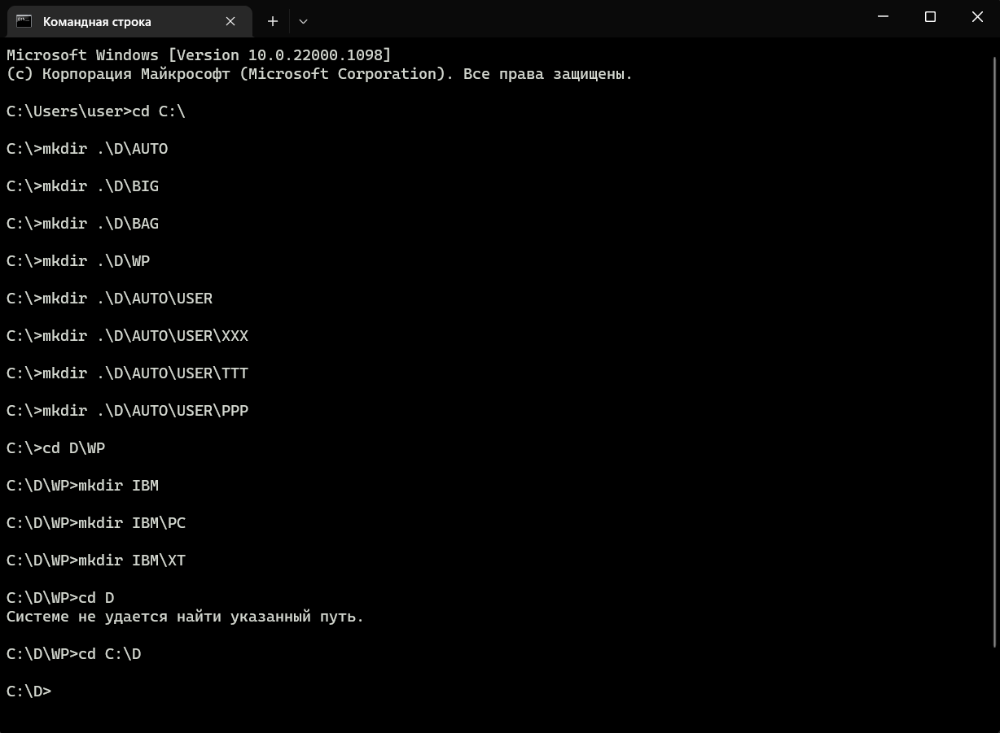 Командная строка
Microsoft Windows [Version 10.0.22000.1098]
(c) Корпорация Майкрософт (Microsoft Corporation). Все права защищены.
C:\Users\user>cd C:\
C:\>mkdir .\D\AUTO
C:\>mkdir .\D\BIG
C:\>mkdir .\D\BAG
C:\>mkdir .\D\WP
C:\>mkdir .\D\AUTO\USER
C:\>mkdir .\D\AUTO\USER\XXX
C:\>mkdir .\D\AUTO\USER\TTT
C:\>mkdir .\D\AUTO\USER\PPP
C:\>cd D\WP
C:\D\WP>mkdir IBM
C:\D\WP>mkdir IBM\PC
C:\D\WP>mkdir IBM\XT
C:\D\WP>cd D
Системе не удается найти указанный путь.
C:\D\WP>cd C:\D
C:\D>